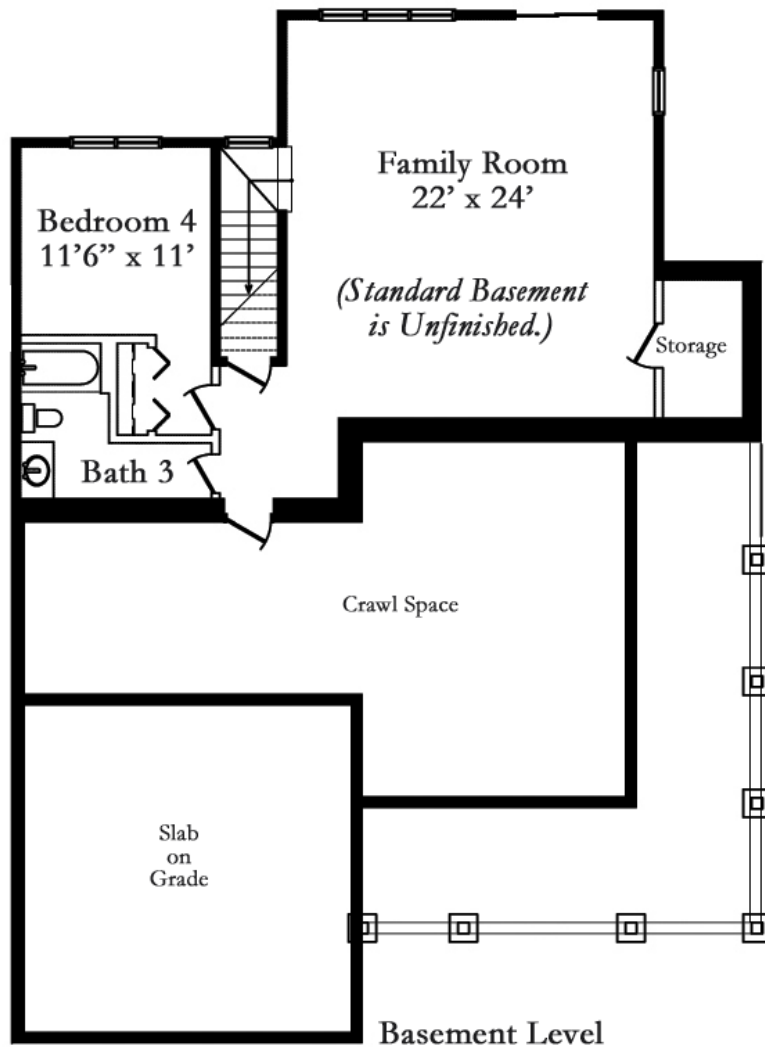 Family Room
22’ x 24’
Bedroom 4
11’6” x 11’
(Standard Basement
is Unfinished.)
Storage
Bath 3
Crawl Space
Slab
on
Grade
Basement Level